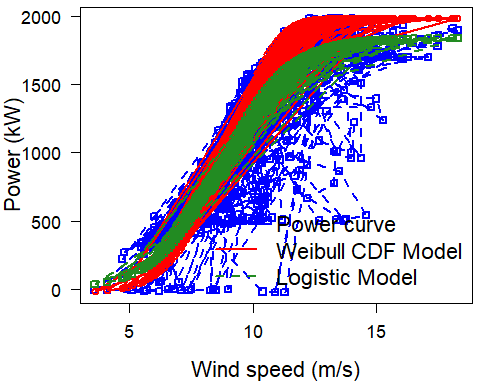 2000
1500
1000
500
0
Power (kW)
Power curve
Weibull CDF Model
Logistic Model
5
10
15
Wind speed (m/s)